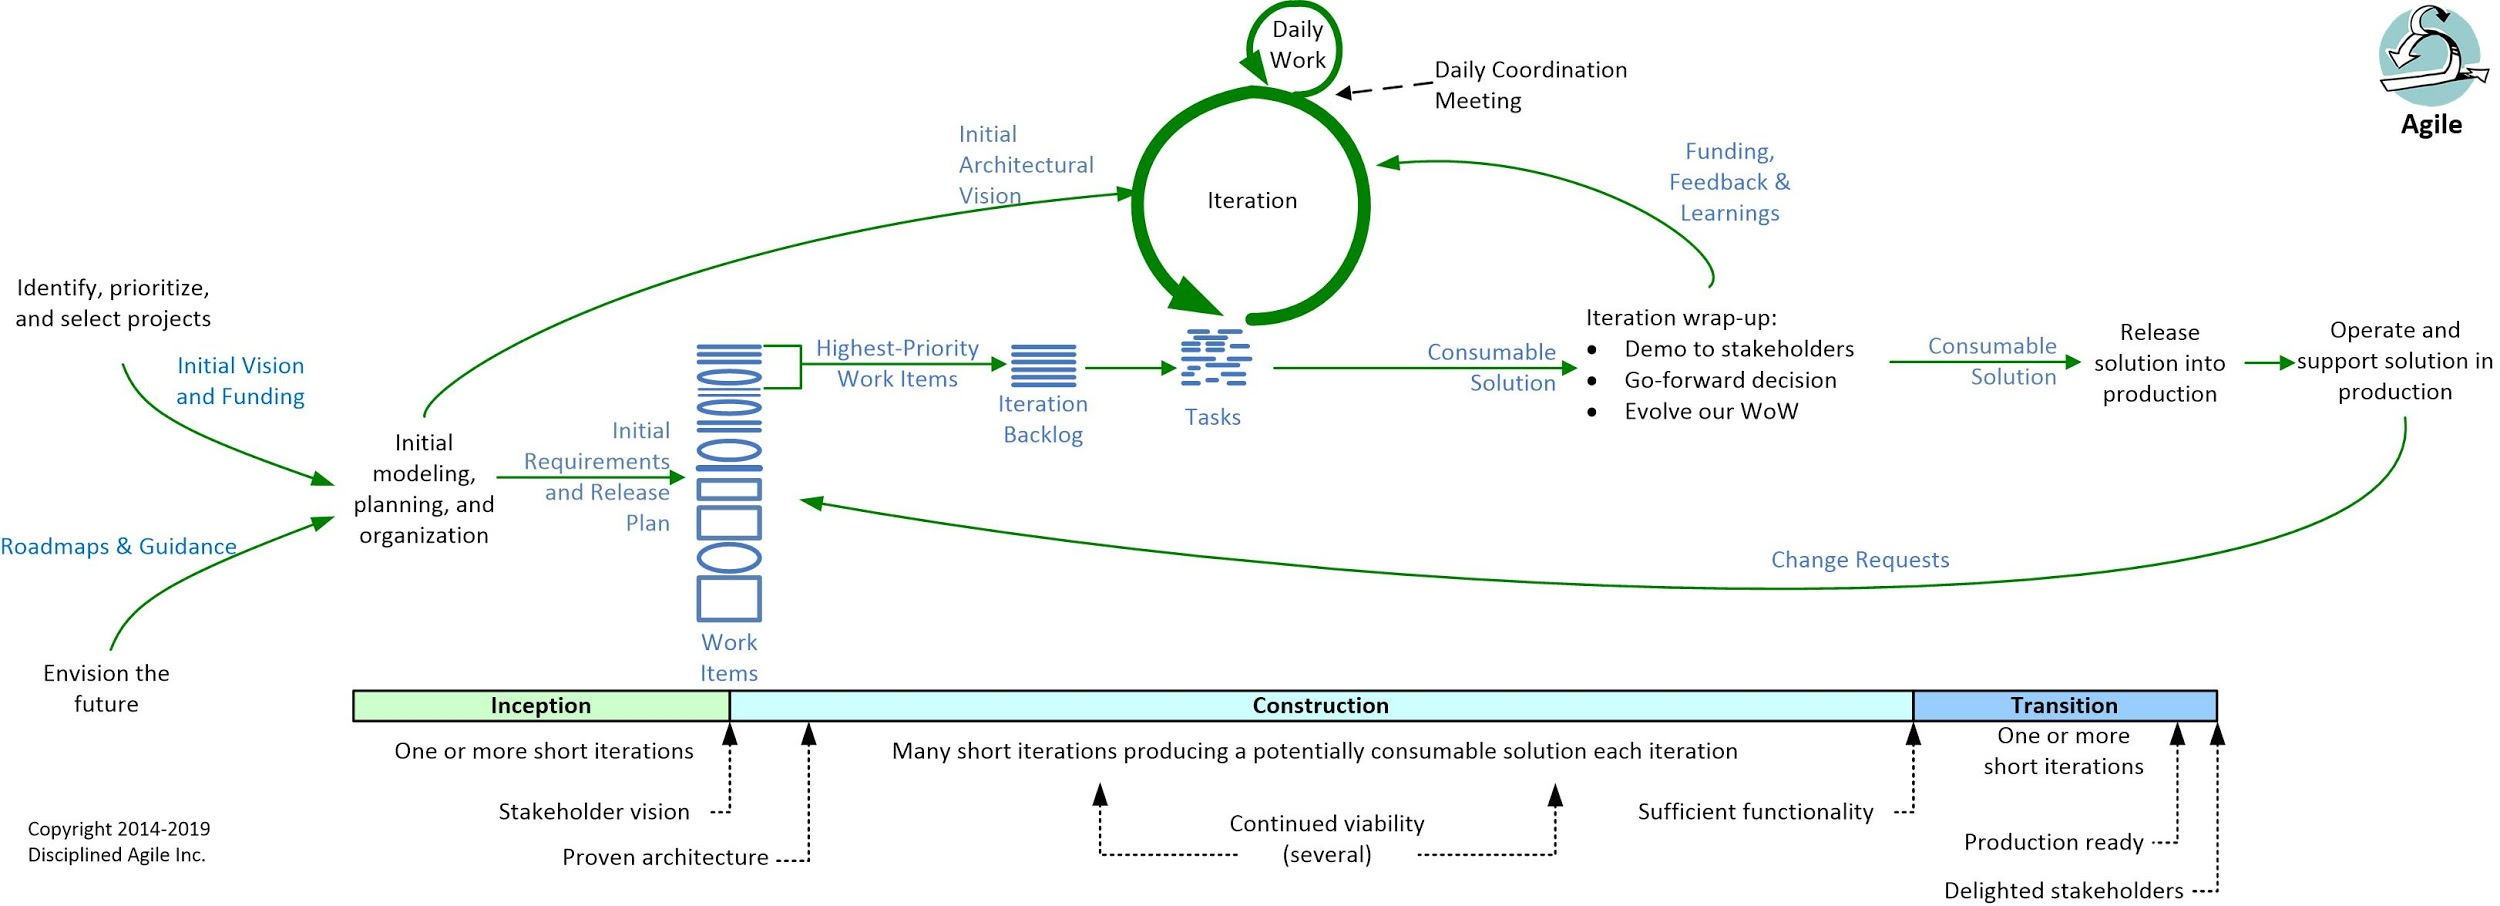 Daily
Work
Daily Coordination
Meeting
Agile
Initial
Architectural
Vision
Iteration
Funding,
Feedback &
Learnings
Identify, prioritize,
and select projects
Initial Vision
and Funding
Highest-Priority
Work Items
Iteration
Backlog
Tasks
Consumable
Solution
Iteration wrap-up:
• Demo to stakeholders
• Go-forward decision
• Evolve our WoW
Consumable
Solution
Release
solution into
production
Operate and
support solution in
production
Initial
modeling,
planning, and
organization
Initial
Requirements
and Release
Plan
Roadmaps & Guidance
Change Requests
Envision the
future
Work
Items
Inception
Construction
Transition
One or more short iterations
Many short iterations producing a potentially consumable solution each iteration
One or more
short iterations
Stakeholder vision
Proven architecture
Continued viability
(several)
Sufficient functionality
Production ready
Delighted stakeholders
Copyright 2014-2019
Disciplined Agile Inc.